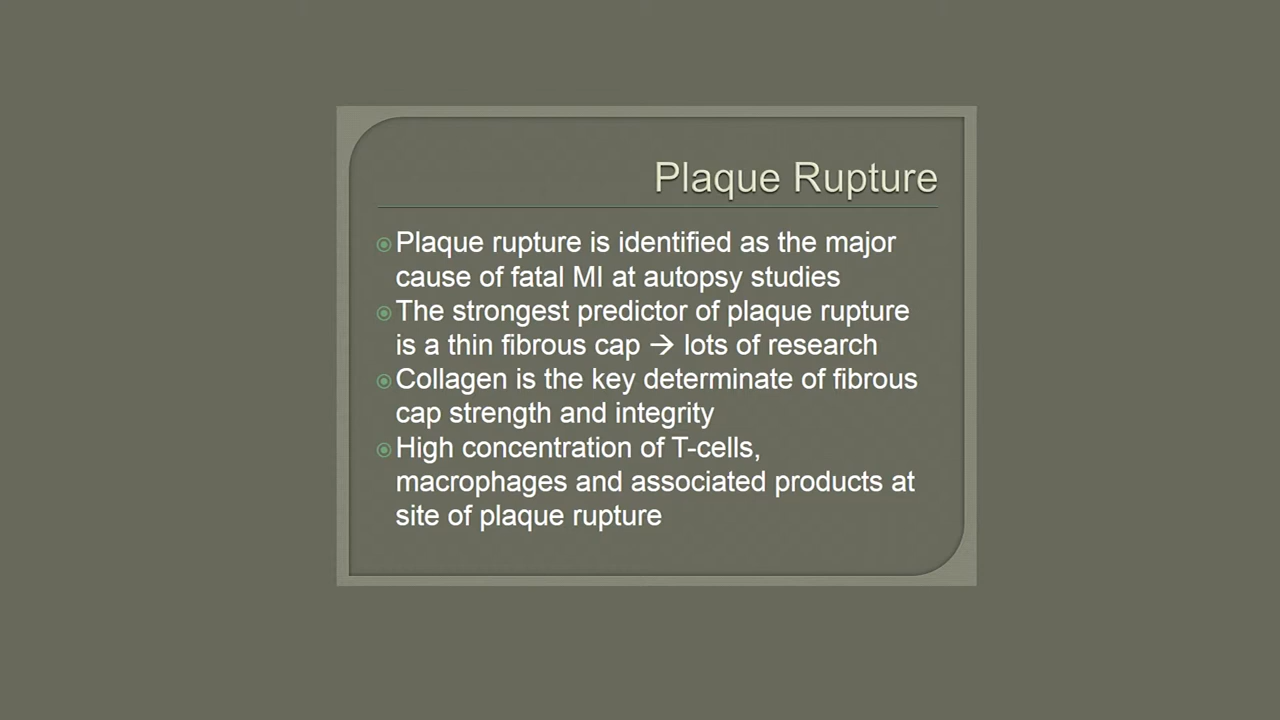 Plaque Rupture
Plaque rupture is identified as the major
cause of fatal MI at autopsy studies
The strongest predictor of plaque rupture
is a thin fibrous cap → lots of research
Collagen is the key determinate of fibrous
cap strength and integrity
High concentration of T-cells,
macrophages and associated products at
site of plaque rupture